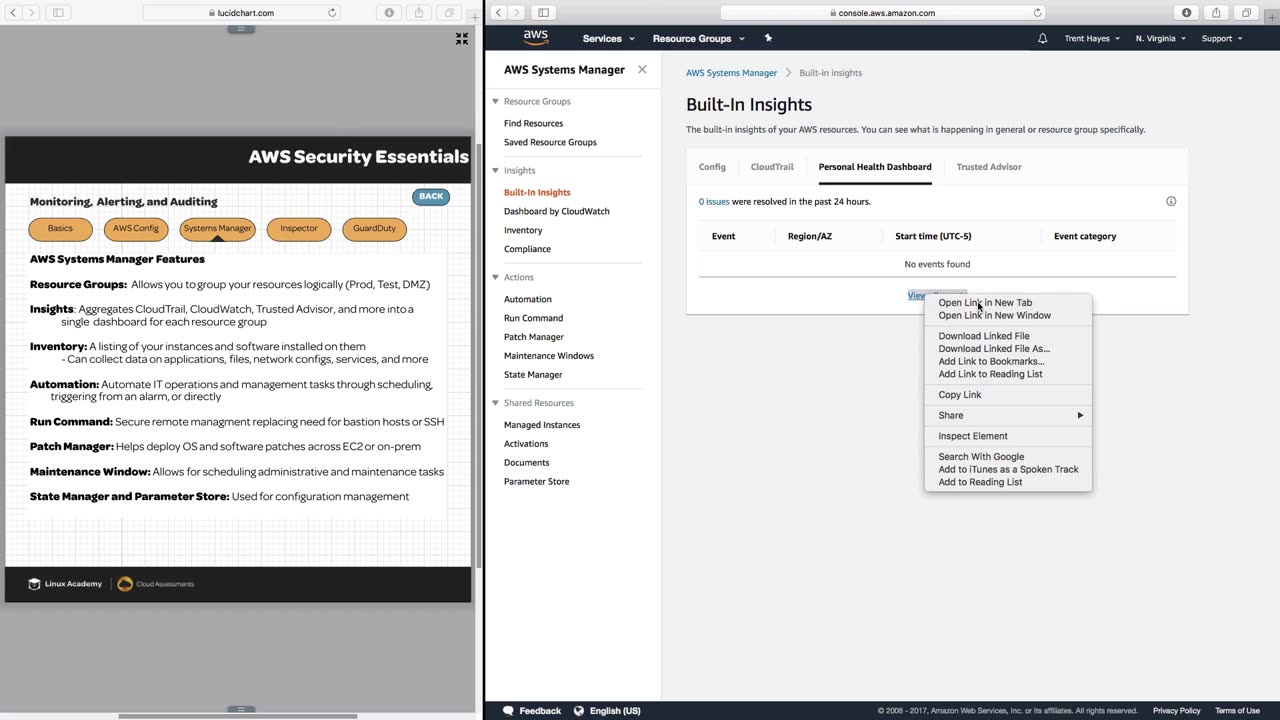 lucidchart.com
AWS Security Essentials
BACK
Monitoring, Alerting, and Auditing
Basics
AWS Config
Systems Manager
Inspector
GuardDuty
AWS Systems Manager Features
Resource Groups: Allows you to group your resources logically (Prod, Test, DMZ)
Insights: Aggregates CloudTrail, CloudWatch, Trusted Advisor, and more into a
single dashboard for each resource group
Inventory: A listing of your instances and software installed on them
- Can collect data on applications, files, network configs, services, and more
Automation: Automate IT operations and management tasks through scheduling,
triggering from an alarm, or directly
Run Command: Secure remote managment replacing need for bastion hosts or SSH
Patch Manager: Helps deploy OS and software patches across EC2 or on-prem
Maintenance Window: Allows for scheduling administrative and maintenance tasks
State Manager and Parameter Store: Used for configuration management
Linux Academy
Cloud Assessments
console.aws.amazon.com
aws
Services
Resource Groups
Trent Hayes
N. Virginia
Support
AWS Systems Manager
Resource Groups
Find Resources
Saved Resource Groups
Insights
Built-In Insights
Dashboard by CloudWatch
Inventory
Compliance
Actions
Automation
Run Command
Patch Manager
Maintenance Windows
State Manager
Shared Resources
Managed Instances
Activations
Documents
Parameter Store
AWS Systems Manager
Built-in insights
Built-In Insights
The built-in insights of your AWS resources. You can see what is happening in general or resource group specifically.
Config
CloudTrail
Personal Health Dashboard
Trusted Advisor
0 issues were resolved in the past 24 hours.
Event
Region/AZ
Start time (UTC-5)
Event category
No events found
View
Open Link in New Tab
Open Link in New Window
Download Linked File
Download Linked File As...
Add Link to Bookmarks...
Add Link to Reading List
Copy Link
Share
Inspect Element
Search With Google
Add to iTunes as a Spoken Track
Add to Reading List
Feedback
English (US)
© 2008 - 2017, Amazon Web Services, Inc. or its affiliates. All rights reserved.
Privacy Policy
Terms of Use